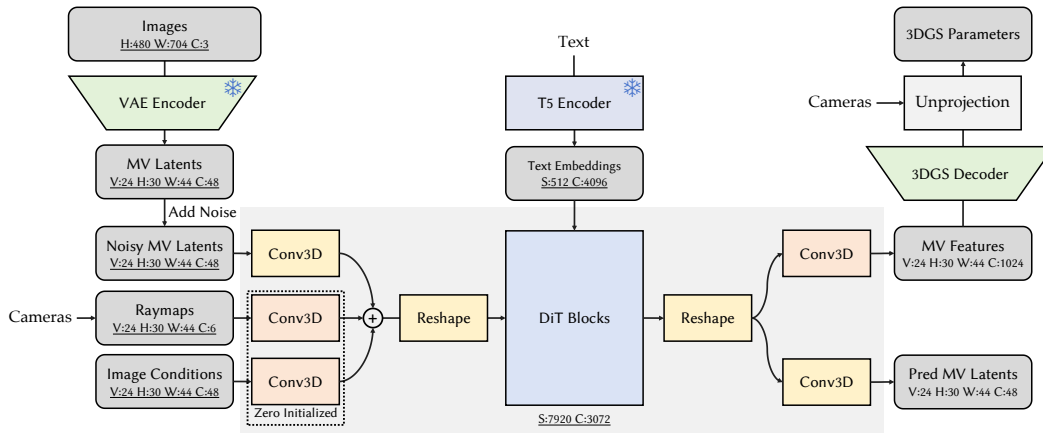 Images
H:480 W:704 C:3
VAE Encoder
MV Latents
V:24 H:30 W:44 C:48
Add Noise
Noisy MV Latents
V:24 H:30 W:44 C:48
Cameras
Raymaps
V:24 H:30 W:44 C:6
Image Conditions
V:24 H:30 W:44 C:48
Conv3D
Conv3D
Conv3D
Zero Initialized
+
Reshape
Text
T5 Encoder
Text Embeddings
S:512 C:4096
DiT Blocks
S:7920 C:3072
Reshape
Conv3D
Conv3D
3DGS Parameters
Cameras
Unprojection
3DGS Decoder
MV Features
V:24 H:30 W:44 C:1024
Pred MV Latents
V:24 H:30 W:44 C:48